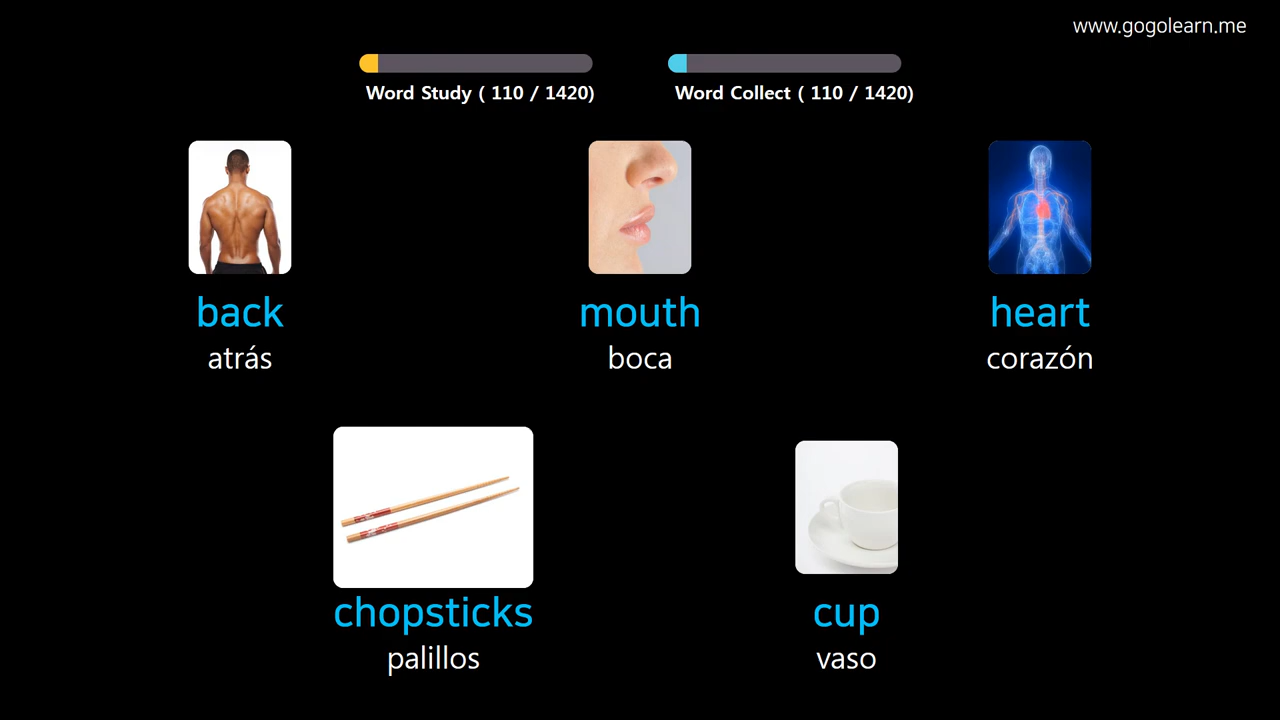 www.gogolearn.me
Word Study ( 110 / 1420)
Word Collect ( 110 / 1420)
back
atrás
mouth
boca
heart
corazón
chopsticks
palillos
cup
vaso